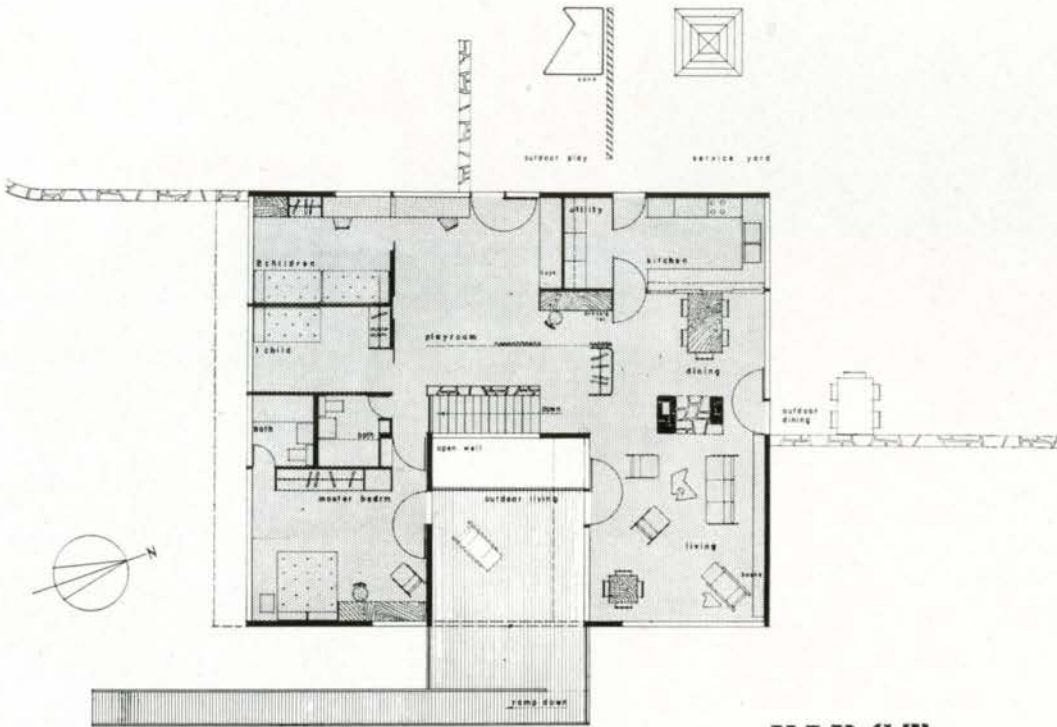 sand
outdoor play
service yard
utility
kitchen
2children
playroom
1 child
dining
outdoor
dining
down
bath
bath
open well
master bedrm
outdoor living
living
books
N
ramp down